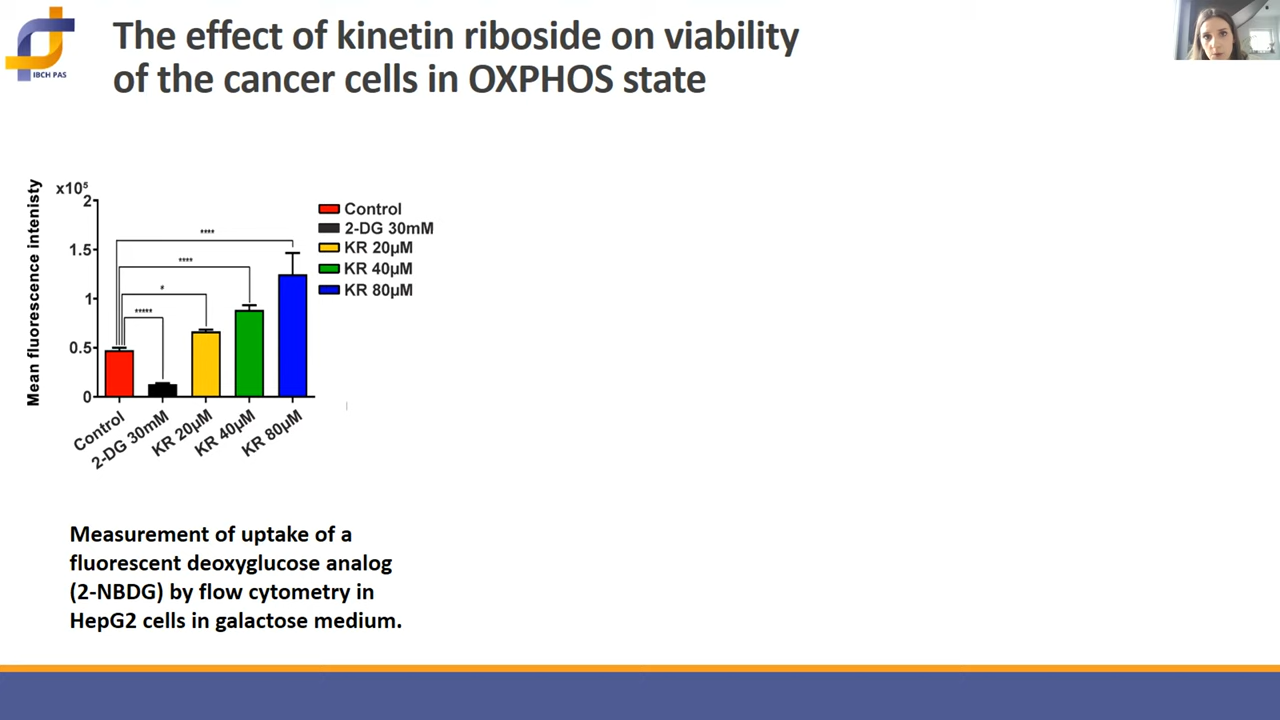 The effect of kinetin riboside on viability
of the cancer cells in OXPHOS state
IBCH PAS
Mean fluorescence intenisty
x10⁵
2
1.5
1
0.5
0
****
****
*
*****
Control
2-DG 30mM
KR 20µM
KR 40µM
KR 80µM
Control
2-DG 30mM
KR 20µM
KR 40µM
KR 80µM
Measurement of uptake of a
fluorescent deoxyglucose analog
(2-NBDG) by flow cytometry in
HepG2 cells in galactose medium.